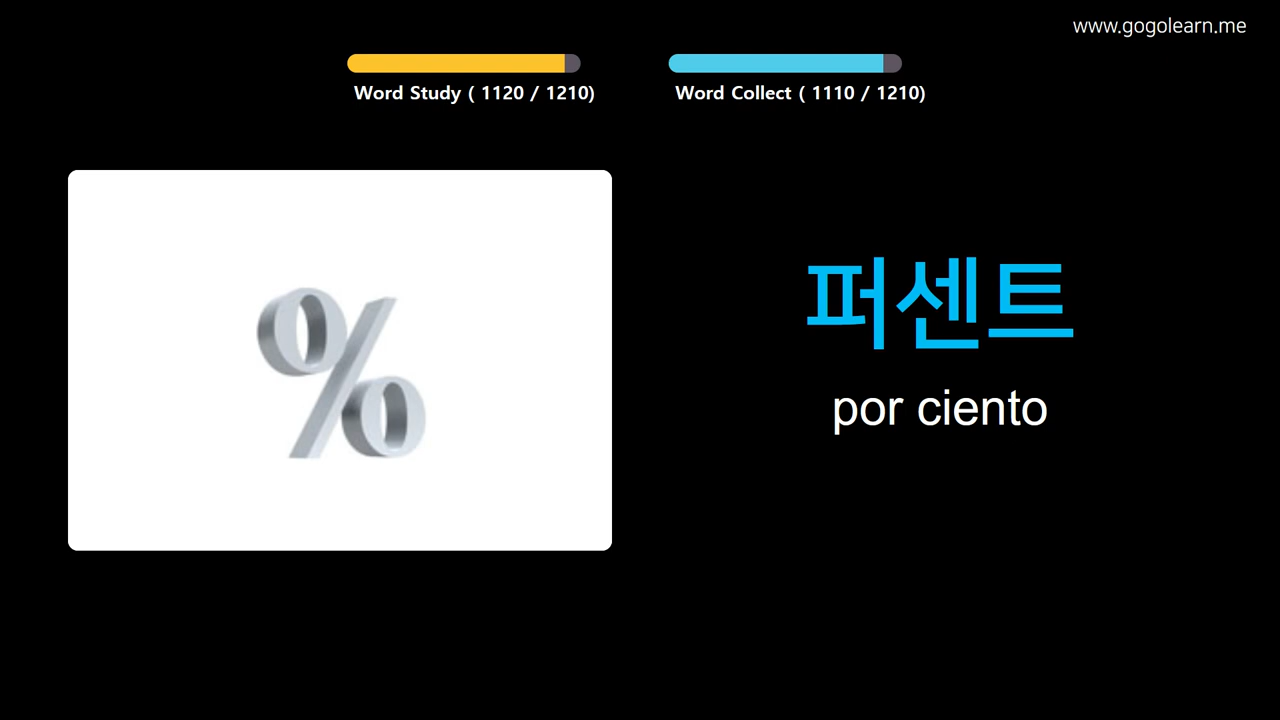 www.gogolearn.me
Word Study ( 1120 / 1210)
Word Collect ( 1110 / 1210)
%
퍼센트
por ciento